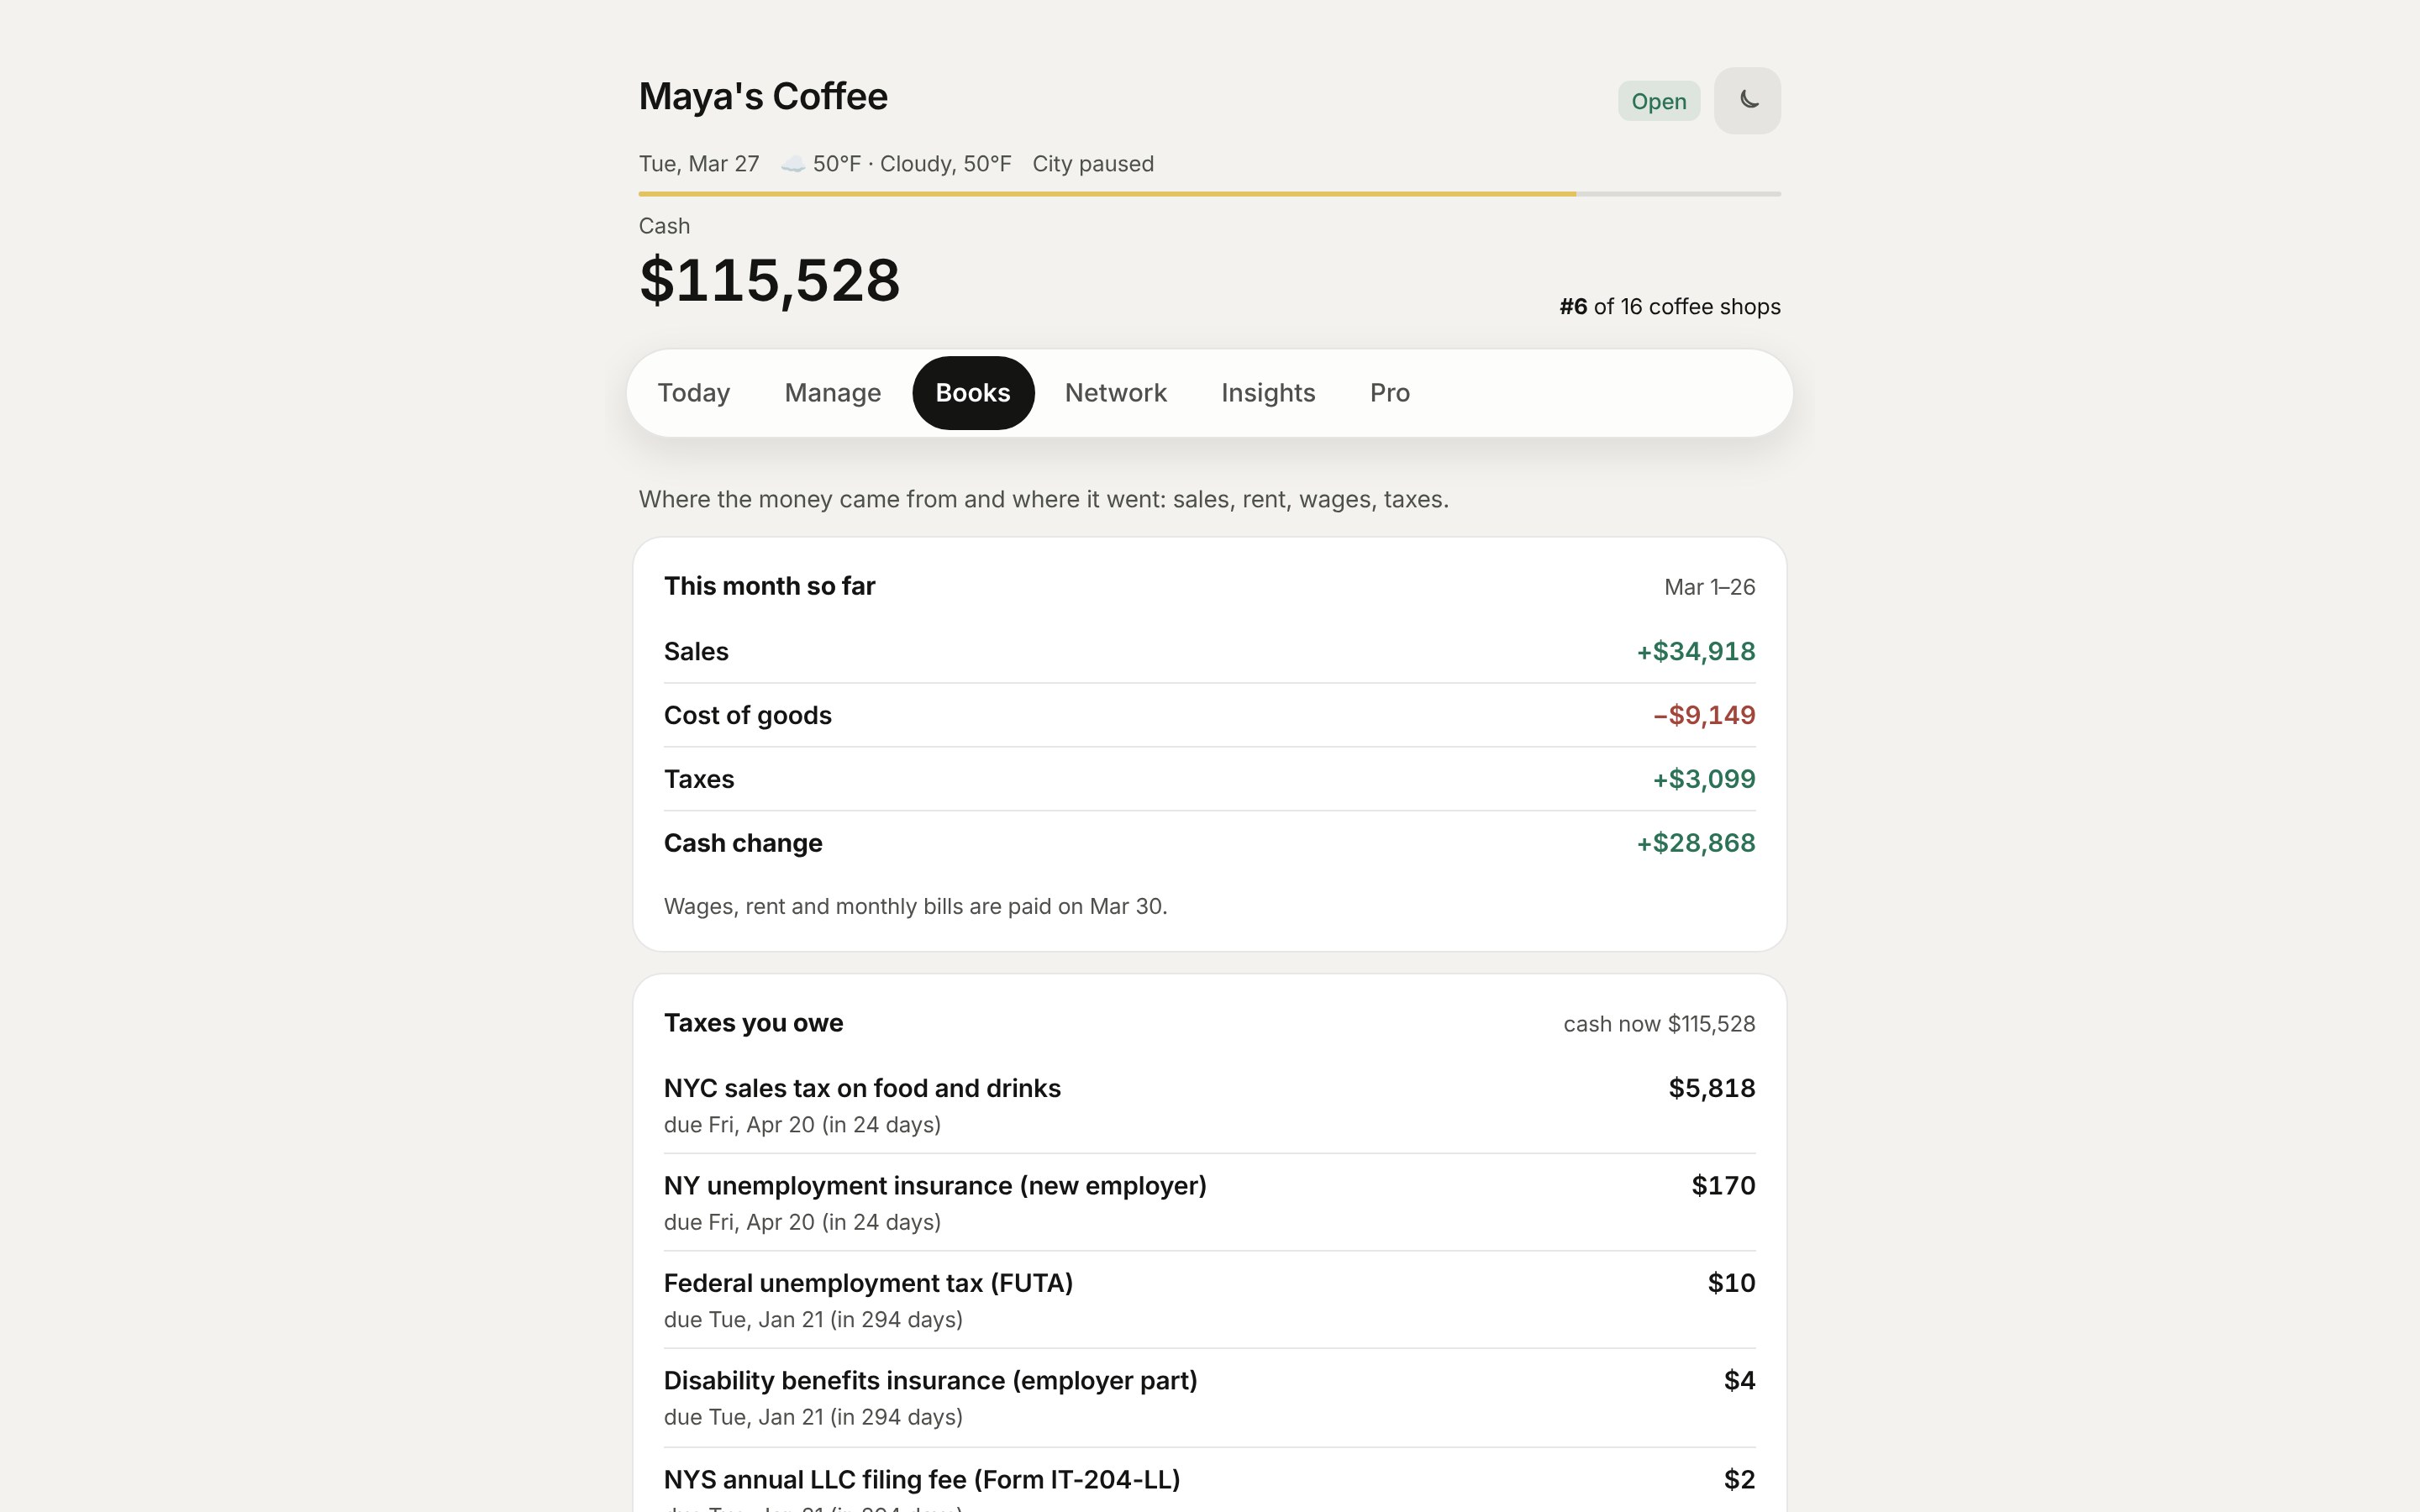 Maya's Coffee
Open
Tue, Mar 27 50°F · Cloudy, 50°F City paused
Cash
$115,528
#6 of 16 coffee shops
Today Manage Books Network Insights Pro
Where the money came from and where it went: sales, rent, wages, taxes.
This month so far Mar 1–26
Sales +$34,918
Cost of goods –$9,149
Taxes +$3,099
Cash change +$28,868
Wages, rent and monthly bills are paid on Mar 30.
Taxes you owe cash now $115,528
NYC sales tax on food and drinks $5,818
due Fri, Apr 20 (in 24 days)
NY unemployment insurance (new employer) $170
due Fri, Apr 20 (in 24 days)
Federal unemployment tax (FUTA) $10
due Tue, Jan 21 (in 294 days)
Disability benefits insurance (employer part) $4
due Tue, Jan 21 (in 294 days)
NYS annual LLC filing fee (Form IT-204-LL) $2